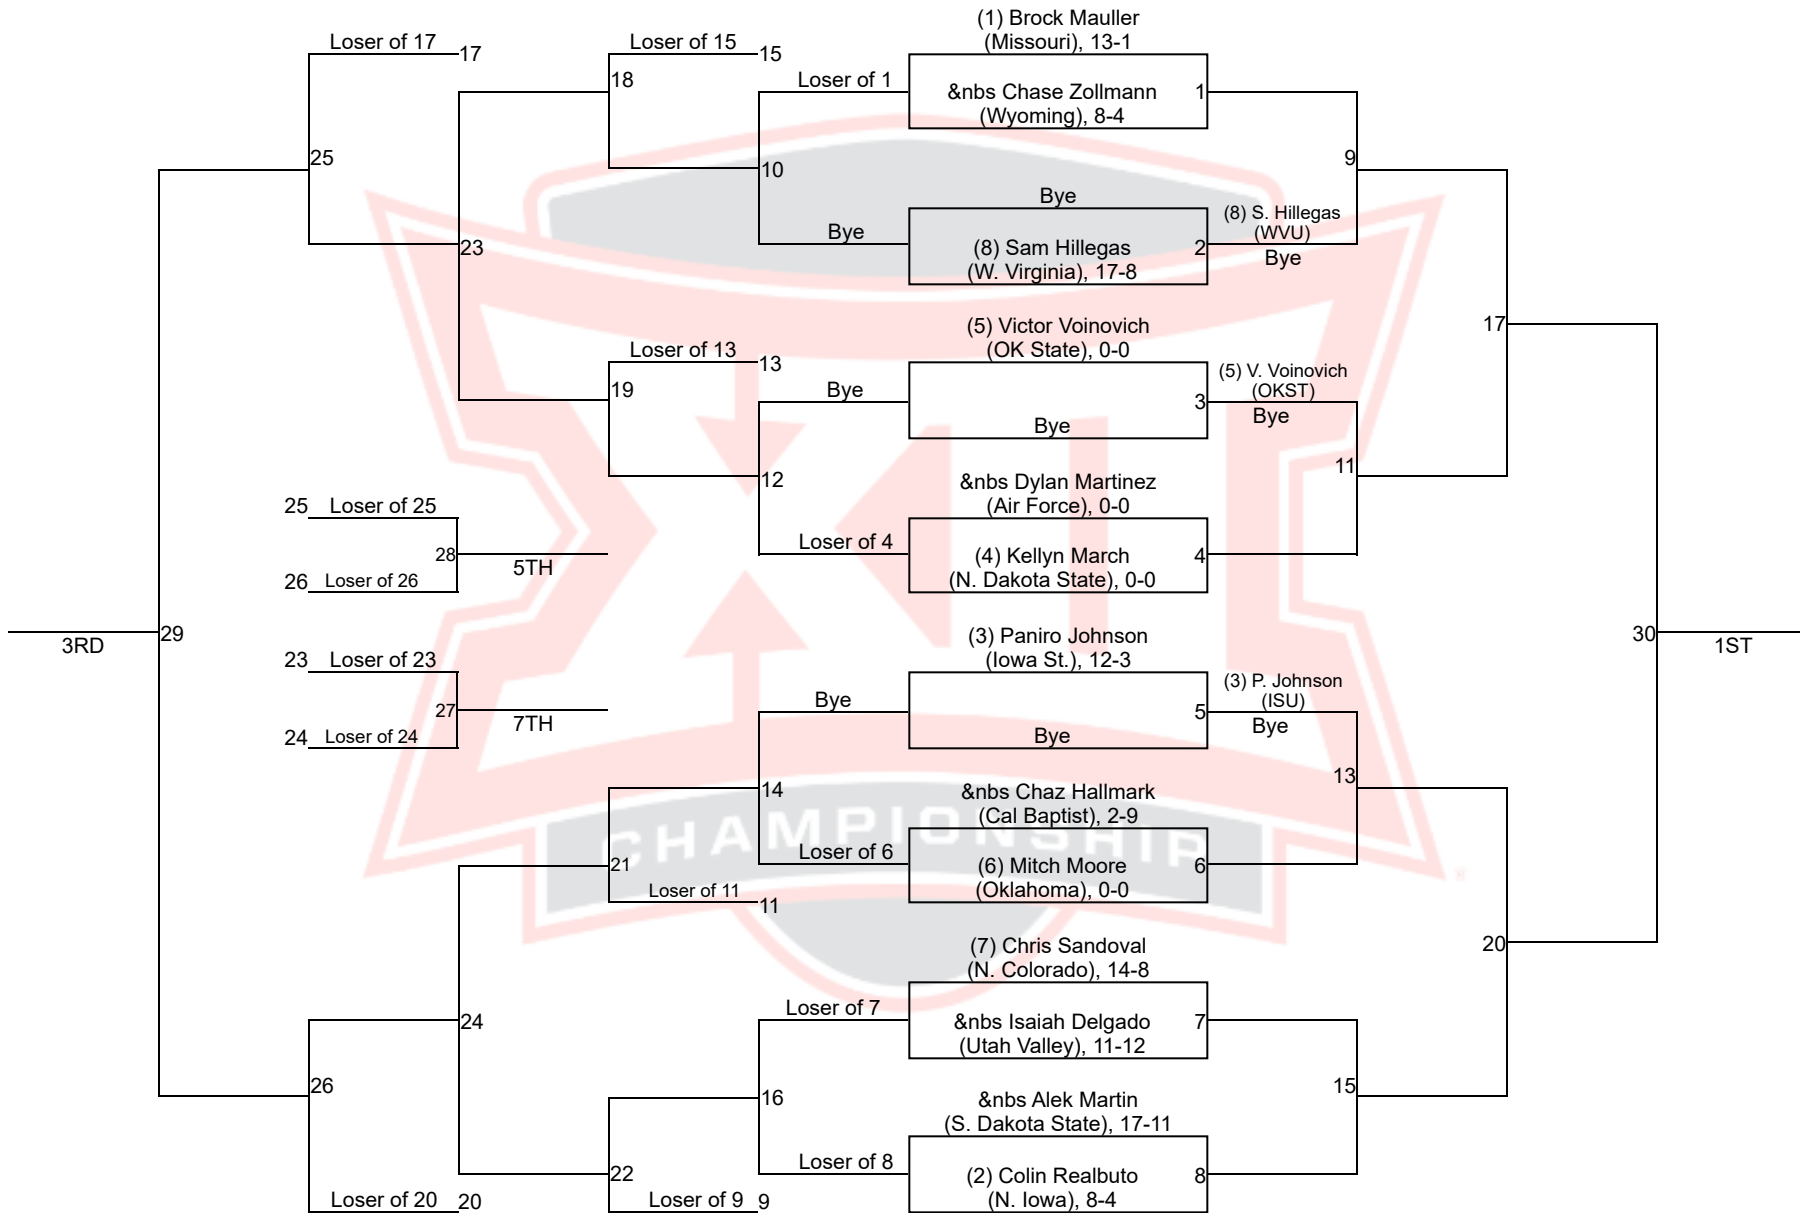 (1) Brock Mauller
(Missouri), 13-1
Loser of 17
17
Loser of 15
15
18
Loser of 1
&nbs Chase Zollmann
1
(Wyoming), 8-4
25
10
9
Bye
(8) S. Hillegas
(WVU)
Bye
23
(8) Sam Hillegas
2
Bye
(W. Virginia), 17-8
(5) Victor Voinovich
(OK State), 0-0
17
Loser of 13
13
19
Bye
3
(5) V. Voinovich
(OKST)
Bye
Bye
12
11
&nbs Dylan Martinez
(Air Force), 0-0
25
Loser of 25
28
5TH
Loser of 4
(4) Kellyn March
4
(N. Dakota State), 0-0
26
Loser of 26
3RD
29
(3) Paniro Johnson
(Iowa St.), 12-3
30
1ST
23
Loser of 23
27
7TH
Bye
5
(3) P. Johnson
(ISU)
Bye
24
Loser of 24
Bye
14
13
&nbs Chaz Hallmark
(Cal Baptist), 2-9
CHAMPIONSHIP
Loser of 6
(6) Mitch Moore
6
(Oklahoma), 0-0
21
Loser of 11
11
(7) Chris Sandoval
(N. Colorado), 14-8
20
Loser of 7
&nbs Isaiah Delgado
7
(Utah Valley), 11-12
24
26
16
15
&nbs Alek Martin
(S. Dakota State), 17-11
Loser of 8
(2) Colin Realbuto
8
(N. Iowa), 8-4
22
Loser of 20
20
Loser of 9
9
XII
®